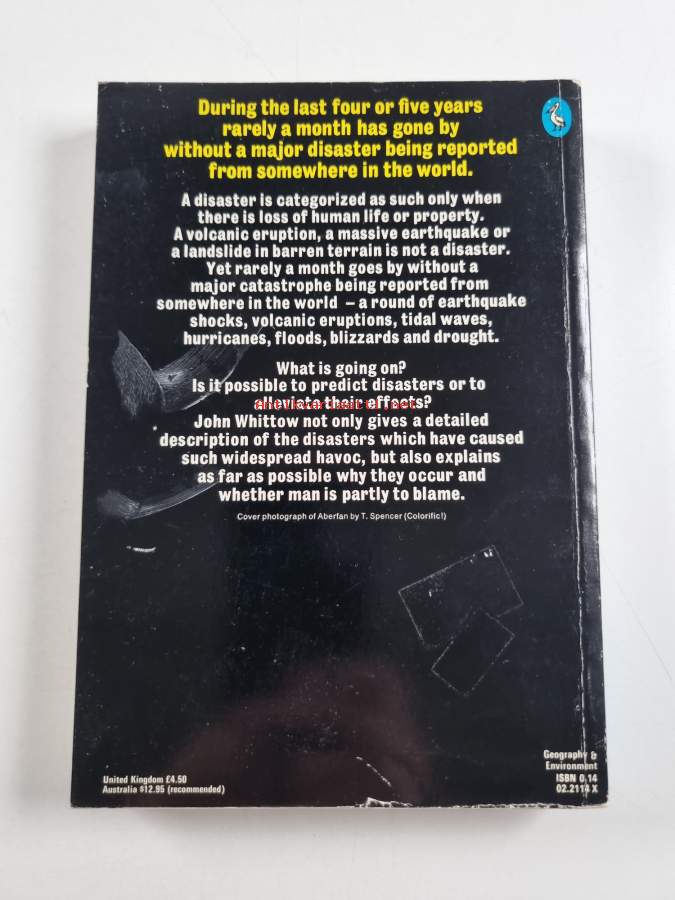 During the last four or five years
rarely a month has gone by
without a major disaster being reported
from somewhere in the world.
A disaster is categorized as such only when
there is loss of human life or property.
A volcanic eruption, a massive earthquake or
a landslide in barren terrain is not a disaster.
Yet rarely a month goes by without a
major catastrophe being reported from
somewhere in the world – a round of earthquake
shocks, volcanic eruptions, tidal waves,
hurricanes, floods, blizzards and drought.
What is going on?
Is it possible to predict disasters or to
alleviate their effects?
John Whittow not only gives a detailed
description of the disasters which have caused
such widespread havoc, but also explains
as far as possible why they occur and
whether man is partly to blame.
Cover photograph of Aberfan by T. Spencer (Colorific!)
United Kingdom £4.50
Australia $12.95 (recommended)
Geography &
Environment
ISBN 0 14
02.2114 X